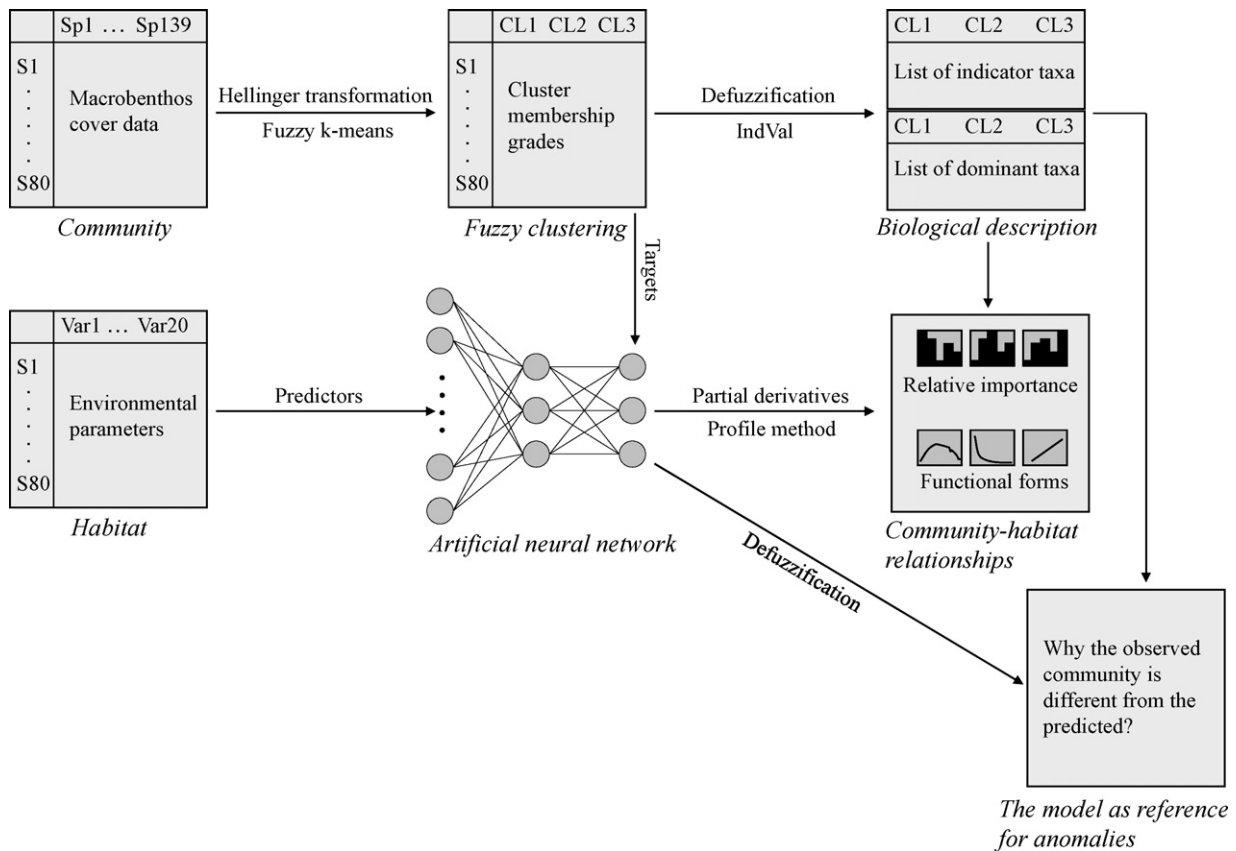 Sp1 … Sp139
S1
S80
Macrobenthos
cover data
Community
Hellinger transformation
Fuzzy k-means
CL1 CL2 CL3
S1
S80
Cluster
membership
grades
Fuzzy clustering
Defuzzification
IndVal
CL1 CL2 CL3
List of indicator taxa
CL1 CL2 CL3
List of dominant taxa
Biological description
Targets
Var1 … Var20
S1
S80
Environmental
parameters
Habitat
Predictors
Artificial neural network
Partial derivatives
Profile method
Relative importance
Functional forms
Community-habitat
relationships
Defuzzification
Why the observed
community is
different from the
predicted?
The model as reference
for anomalies